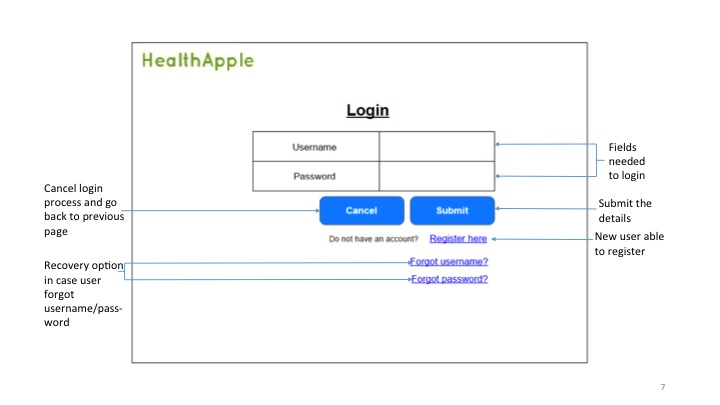 HealthApple
Login
Username
Password
Cancel
Submit
Do not have an account? Register here
Forgot username?
Forgot password?
Cancel login
process and go
back to previous
page
Recovery option
in case user
forgot
username/pass-
word
Fields
needed
to login
Submit the
details
New user able
to register
7